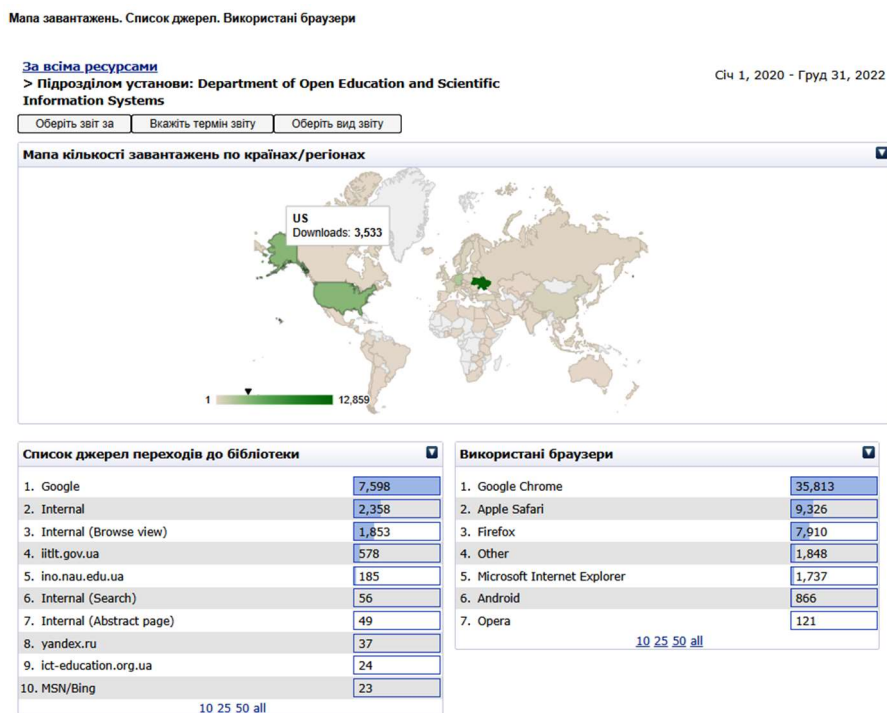 Мапа завантажень. Список джерел. Використані браузери
За всіма ресурсами
> Підрозділом установи: Department of Open Education and Scientific
Information Systems
Січ 1, 2020 - Груд 31, 2022
Оберіть звіт за
Вкажіть термін звіту
Оберіть вид звіту
Мапа кількості завантажень по країнах/регіонах
US
Downloads: 3,533
1
12,859
Список джерел переходів до бібліотеки
1. Google 7,598
2. Internal 2,358
3. Internal (Browse view) 1,853
4. iitlt.gov.ua 578
5. ino.nau.edu.ua 185
6. Internal (Search) 56
7. Internal (Abstract page) 49
8. yandex.ru 37
9. ict-education.org.ua 24
10. MSN/Bing 23
10 25 50 all
Використані браузери
1. Google Chrome 35,813
2. Apple Safari 9,326
3. Firefox 7,910
4. Other 1,848
5. Microsoft Internet Explorer 1,737
6. Android 866
7. Opera 121
10 25 50 all